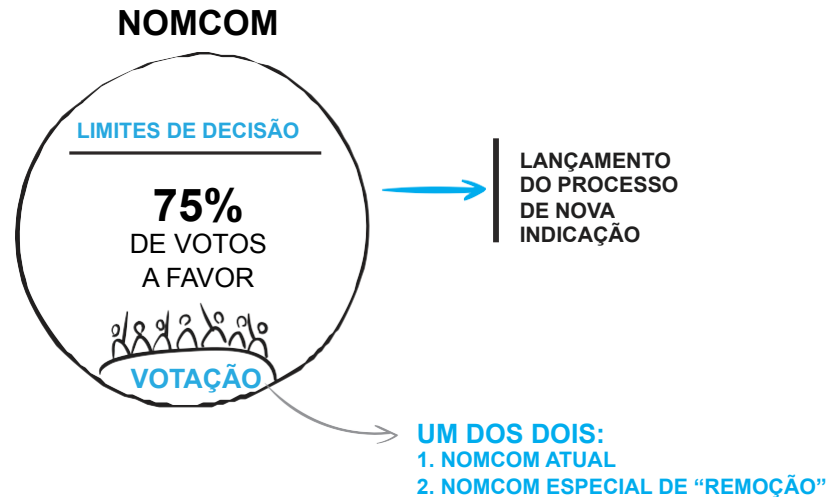 NOMCOM
LIMITES DE DECISÃO
75%
DE VOTOS
A FAVOR
VOTAÇÃO
LANÇAMENTO
DO PROCESSO
DE NOVA
INDICAÇÃO
UM DOS DOIS:
1. NOMCOM ATUAL
2. NOMCOM ESPECIAL DE “REMOÇÃO”